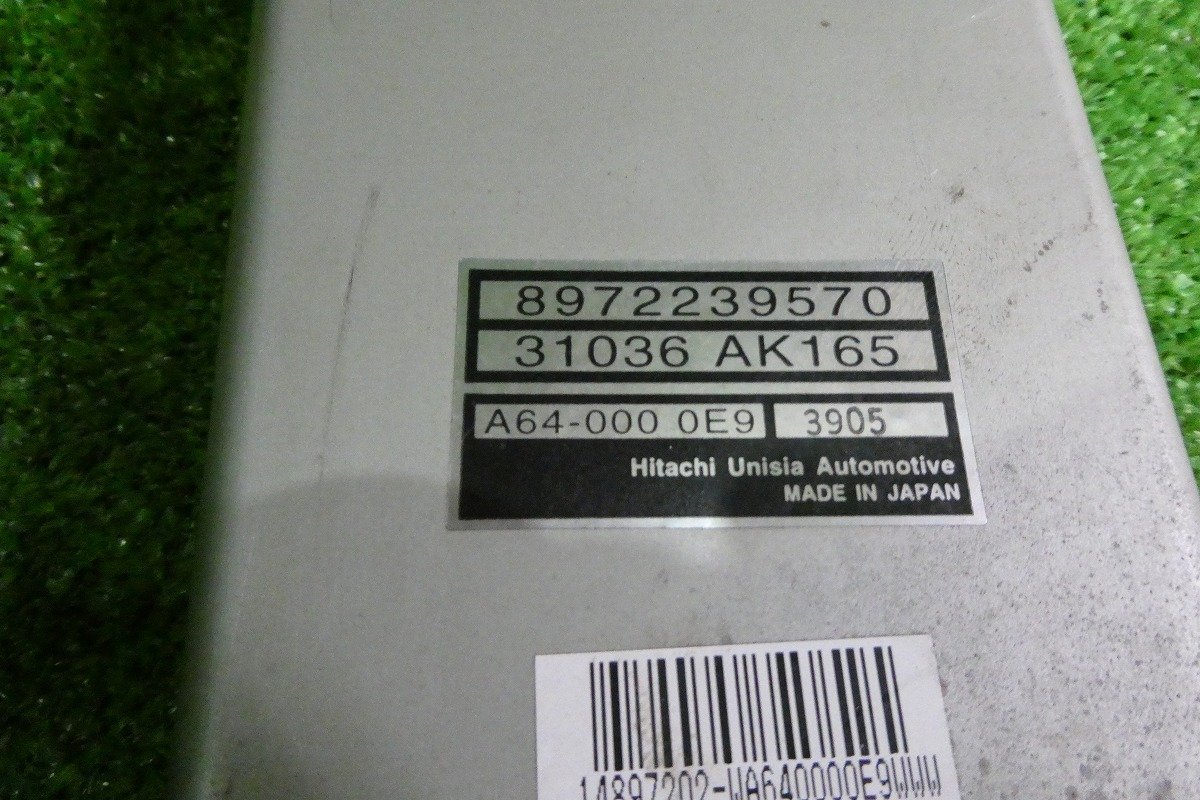 8972239570
31036 AK165
A64-000 0E9 3905
Hitachi Unisia Automotive
MADE IN JAPAN
14897202-WA640000E9WWW